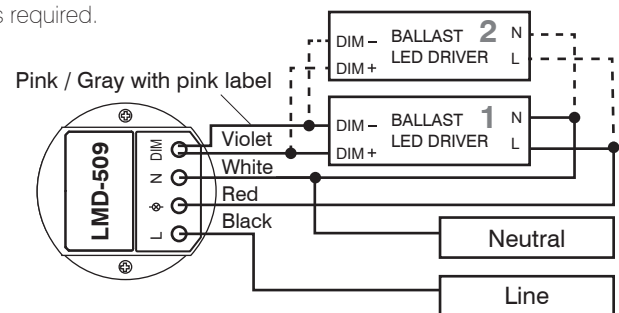 s required.
DIM – BALLAST 2 N
DIM + LED DRIVER L
Pink / Gray with pink label
DIM – BALLAST 1 N
DIM + LED DRIVER L
LMD-509
DIM
N
L
Violet
White
Red
Black
Neutral
Line